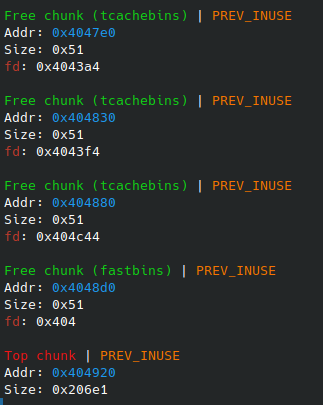 Free chunk (tcachebins) | PREV_INUSE
Addr: 0x4047e0
Size: 0x51
fd: 0x4043a4
Free chunk (tcachebins) | PREV_INUSE
Addr: 0x404830
Size: 0x51
fd: 0x4043f4
Free chunk (tcachebins) | PREV_INUSE
Addr: 0x404880
Size: 0x51
fd: 0x404c44
Free chunk (fastbins) | PREV_INUSE
Addr: 0x4048d0
Size: 0x51
fd: 0x404
Top chunk | PREV_INUSE
Addr: 0x404920
Size: 0x206e1